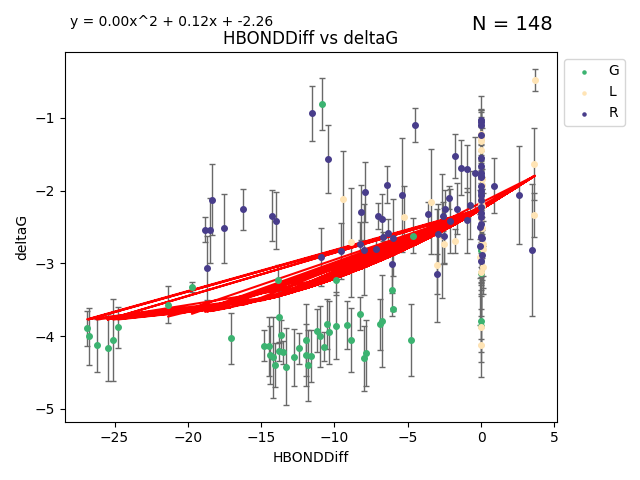 y = 0.00x^2 + 0.12x + -2.26
N = 148
HBONDDiff vs deltaG
G
L
R
−1
−2
−3
−4
−5
deltaG
−25
−20
−15
−10
−5
0
5
HBONDDiff